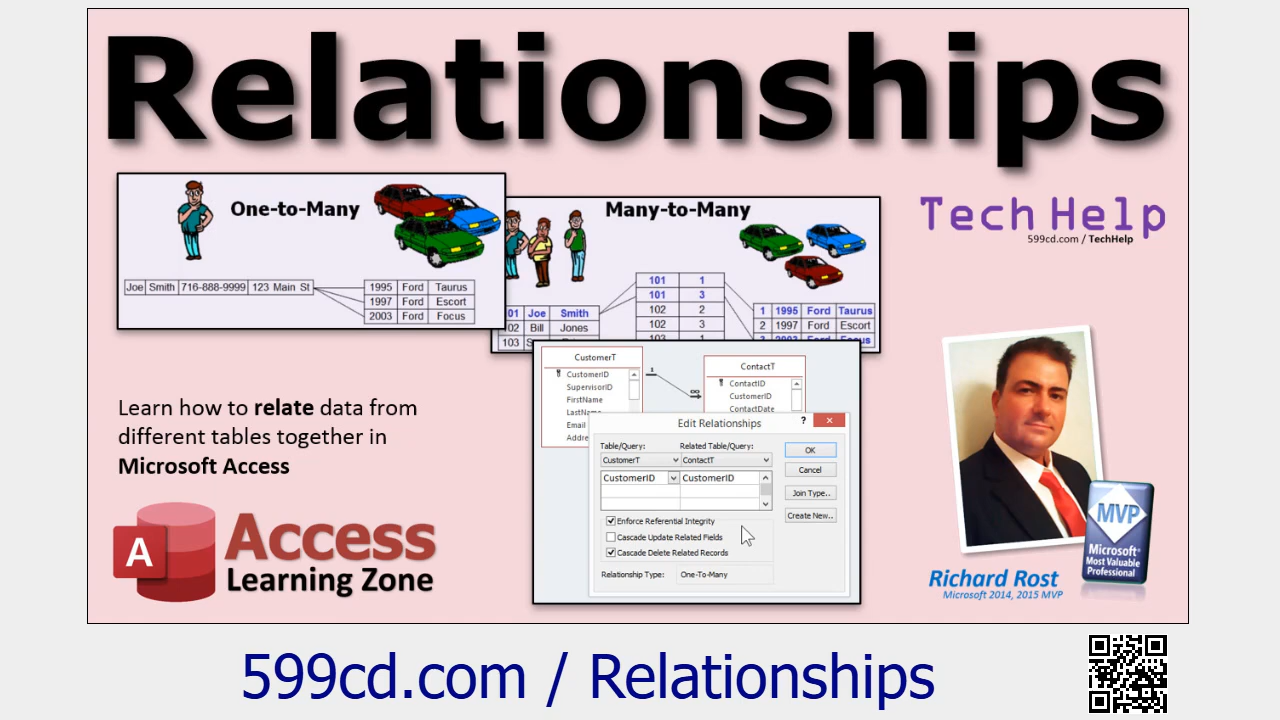 Relationships
One-to-Many
Joe Smith 716-888-9999 123 Main St
1995 Ford Taurus
1997 Ford Escort
2003 Ford Focus
Many-to-Many
101 1
101 3
102 2
102 3
103 1
01 Joe Smith
02 Bill Jones
103
1 1995 Ford Taurus
2 1997 Ford Escort
Tech Help
599cd.com / TechHelp
Learn how to relate data from
different tables together in
Microsoft Access
A
Access
Learning Zone
CustomerT
CustomerID
SupervisorID
FirstName
LastName
Email
Addre
1
∞
ContactT
ContactID
CustomerID
ContactDate
Edit Relationships
? ×
Table/Query: Related Table/Query:
CustomerT ContactT
CustomerID CustomerID
Enforce Referential Integrity
Cascade Update Related Fields
Cascade Delete Related Records
Relationship Type: One-To-Many
OK
Cancel
Join Type..
Create New..
MVP
Microsoft®
Most Valuable
Professional
Richard Rost
Microsoft 2014, 2015 MVP
599cd.com / Relationships